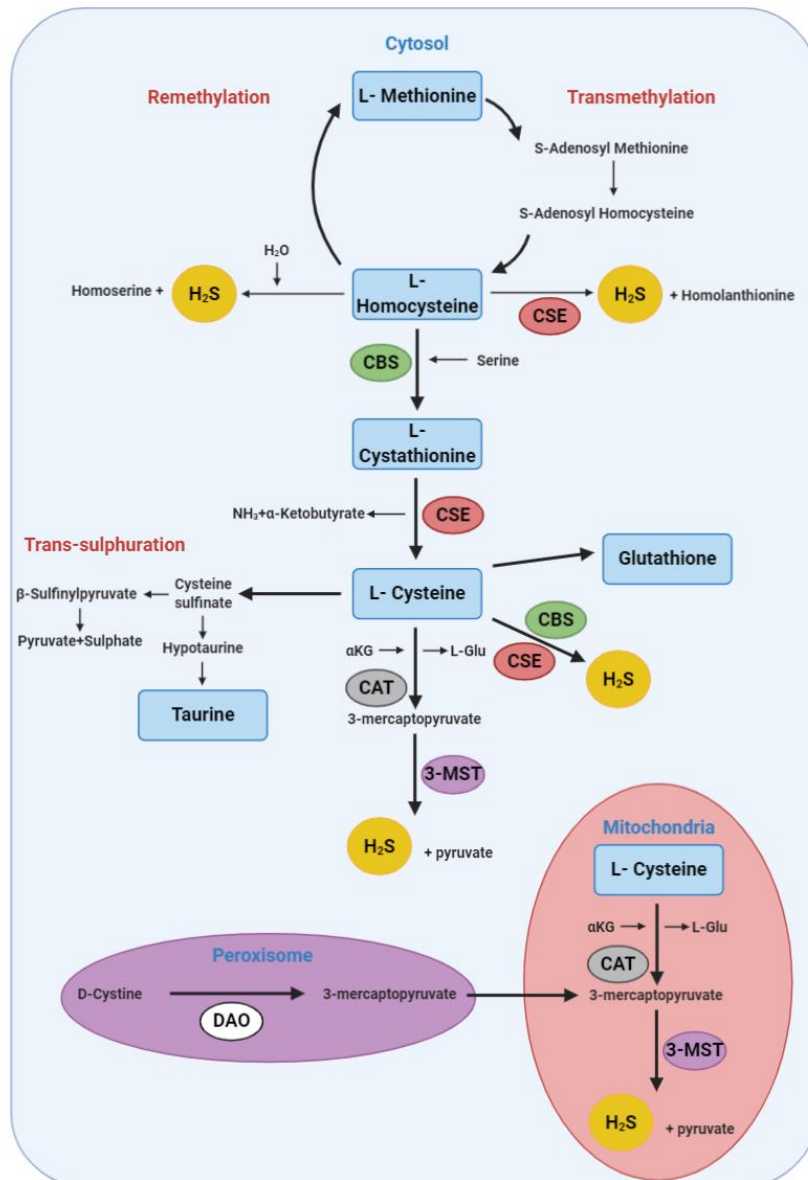 Cytosol
Remethylation
L- Methionine
Transmethylation
S-Adenosyl Methionine
S-Adenosyl Homocysteine
H₂O
Homoserine +
H₂S
L-
Homocysteine
CSE
H₂S
+ Homolanthionine
CBS
Serine
L-
Cystathionine
NH₃+α-Ketobutyrate
CSE
Trans-sulphuration
Glutathione
β-Sulfinylpyruvate
Cysteine
sulfinate
L- Cysteine
Pyruvate+Sulphate
Hypotaurine
Taurine
αKG
L-Glu
CAT
CBS
CSE
H₂S
3-mercaptopyruvate
3-MST
H₂S
+ pyruvate
Mitochondria
L- Cysteine
αKG
L-Glu
CAT
Peroxisome
D-Cystine
DAO
3-mercaptopyruvate
3-mercaptopyruvate
3-MST
H₂S
+ pyruvate